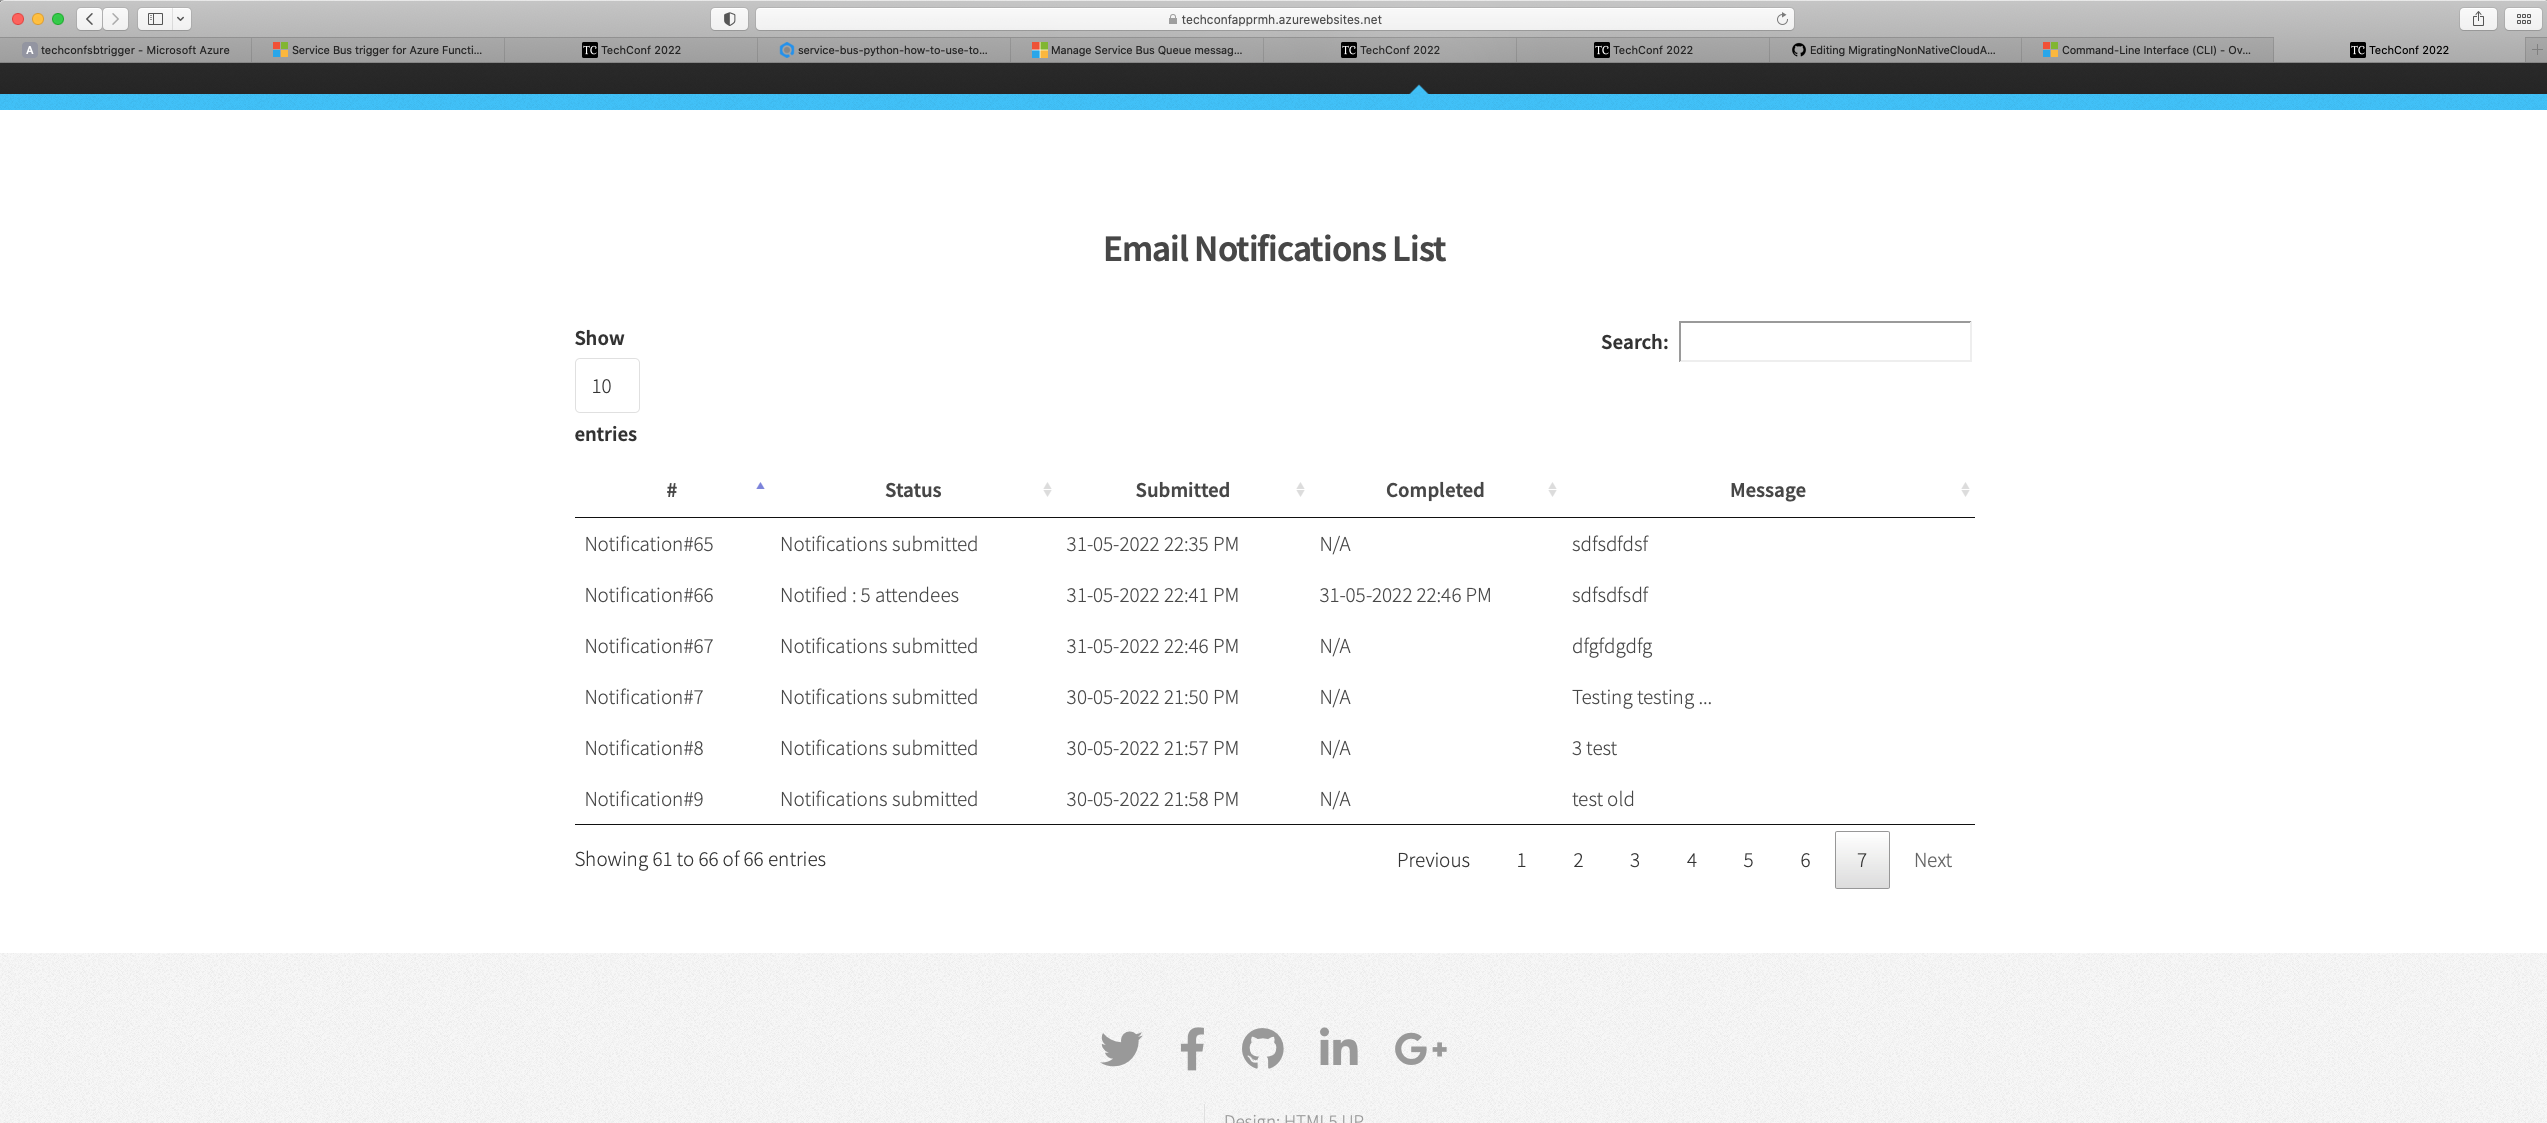 techconfapprmh.azurewebsites.net
A techconfsbtrigger - Microsoft Azure
Service Bus trigger for Azure Functi...
TC TechConf 2022
service-bus-python-how-to-use-to...
Manage Service Bus Queue messag...
TC TechConf 2022
TC TechConf 2022
Editing MigratingNonNativeCloudA...
Command-Line Interface (CLI) - Ov...
TC TechConf 2022
Email Notifications List
Show
10
entries
Search:
# Status Submitted Completed Message
Notification#65 Notifications submitted 31-05-2022 22:35 PM N/A sdfsdfdsf
Notification#66 Notified : 5 attendees 31-05-2022 22:41 PM 31-05-2022 22:46 PM sdfsdfsdf
Notification#67 Notifications submitted 31-05-2022 22:46 PM N/A dfgfdgdfg
Notification#7 Notifications submitted 30-05-2022 21:50 PM N/A Testing testing ...
Notification#8 Notifications submitted 30-05-2022 21:57 PM N/A 3 test
Notification#9 Notifications submitted 30-05-2022 21:58 PM N/A test old
Showing 61 to 66 of 66 entries
Previous 1 2 3 4 5 6 7 Next
Design: HTML5 UP